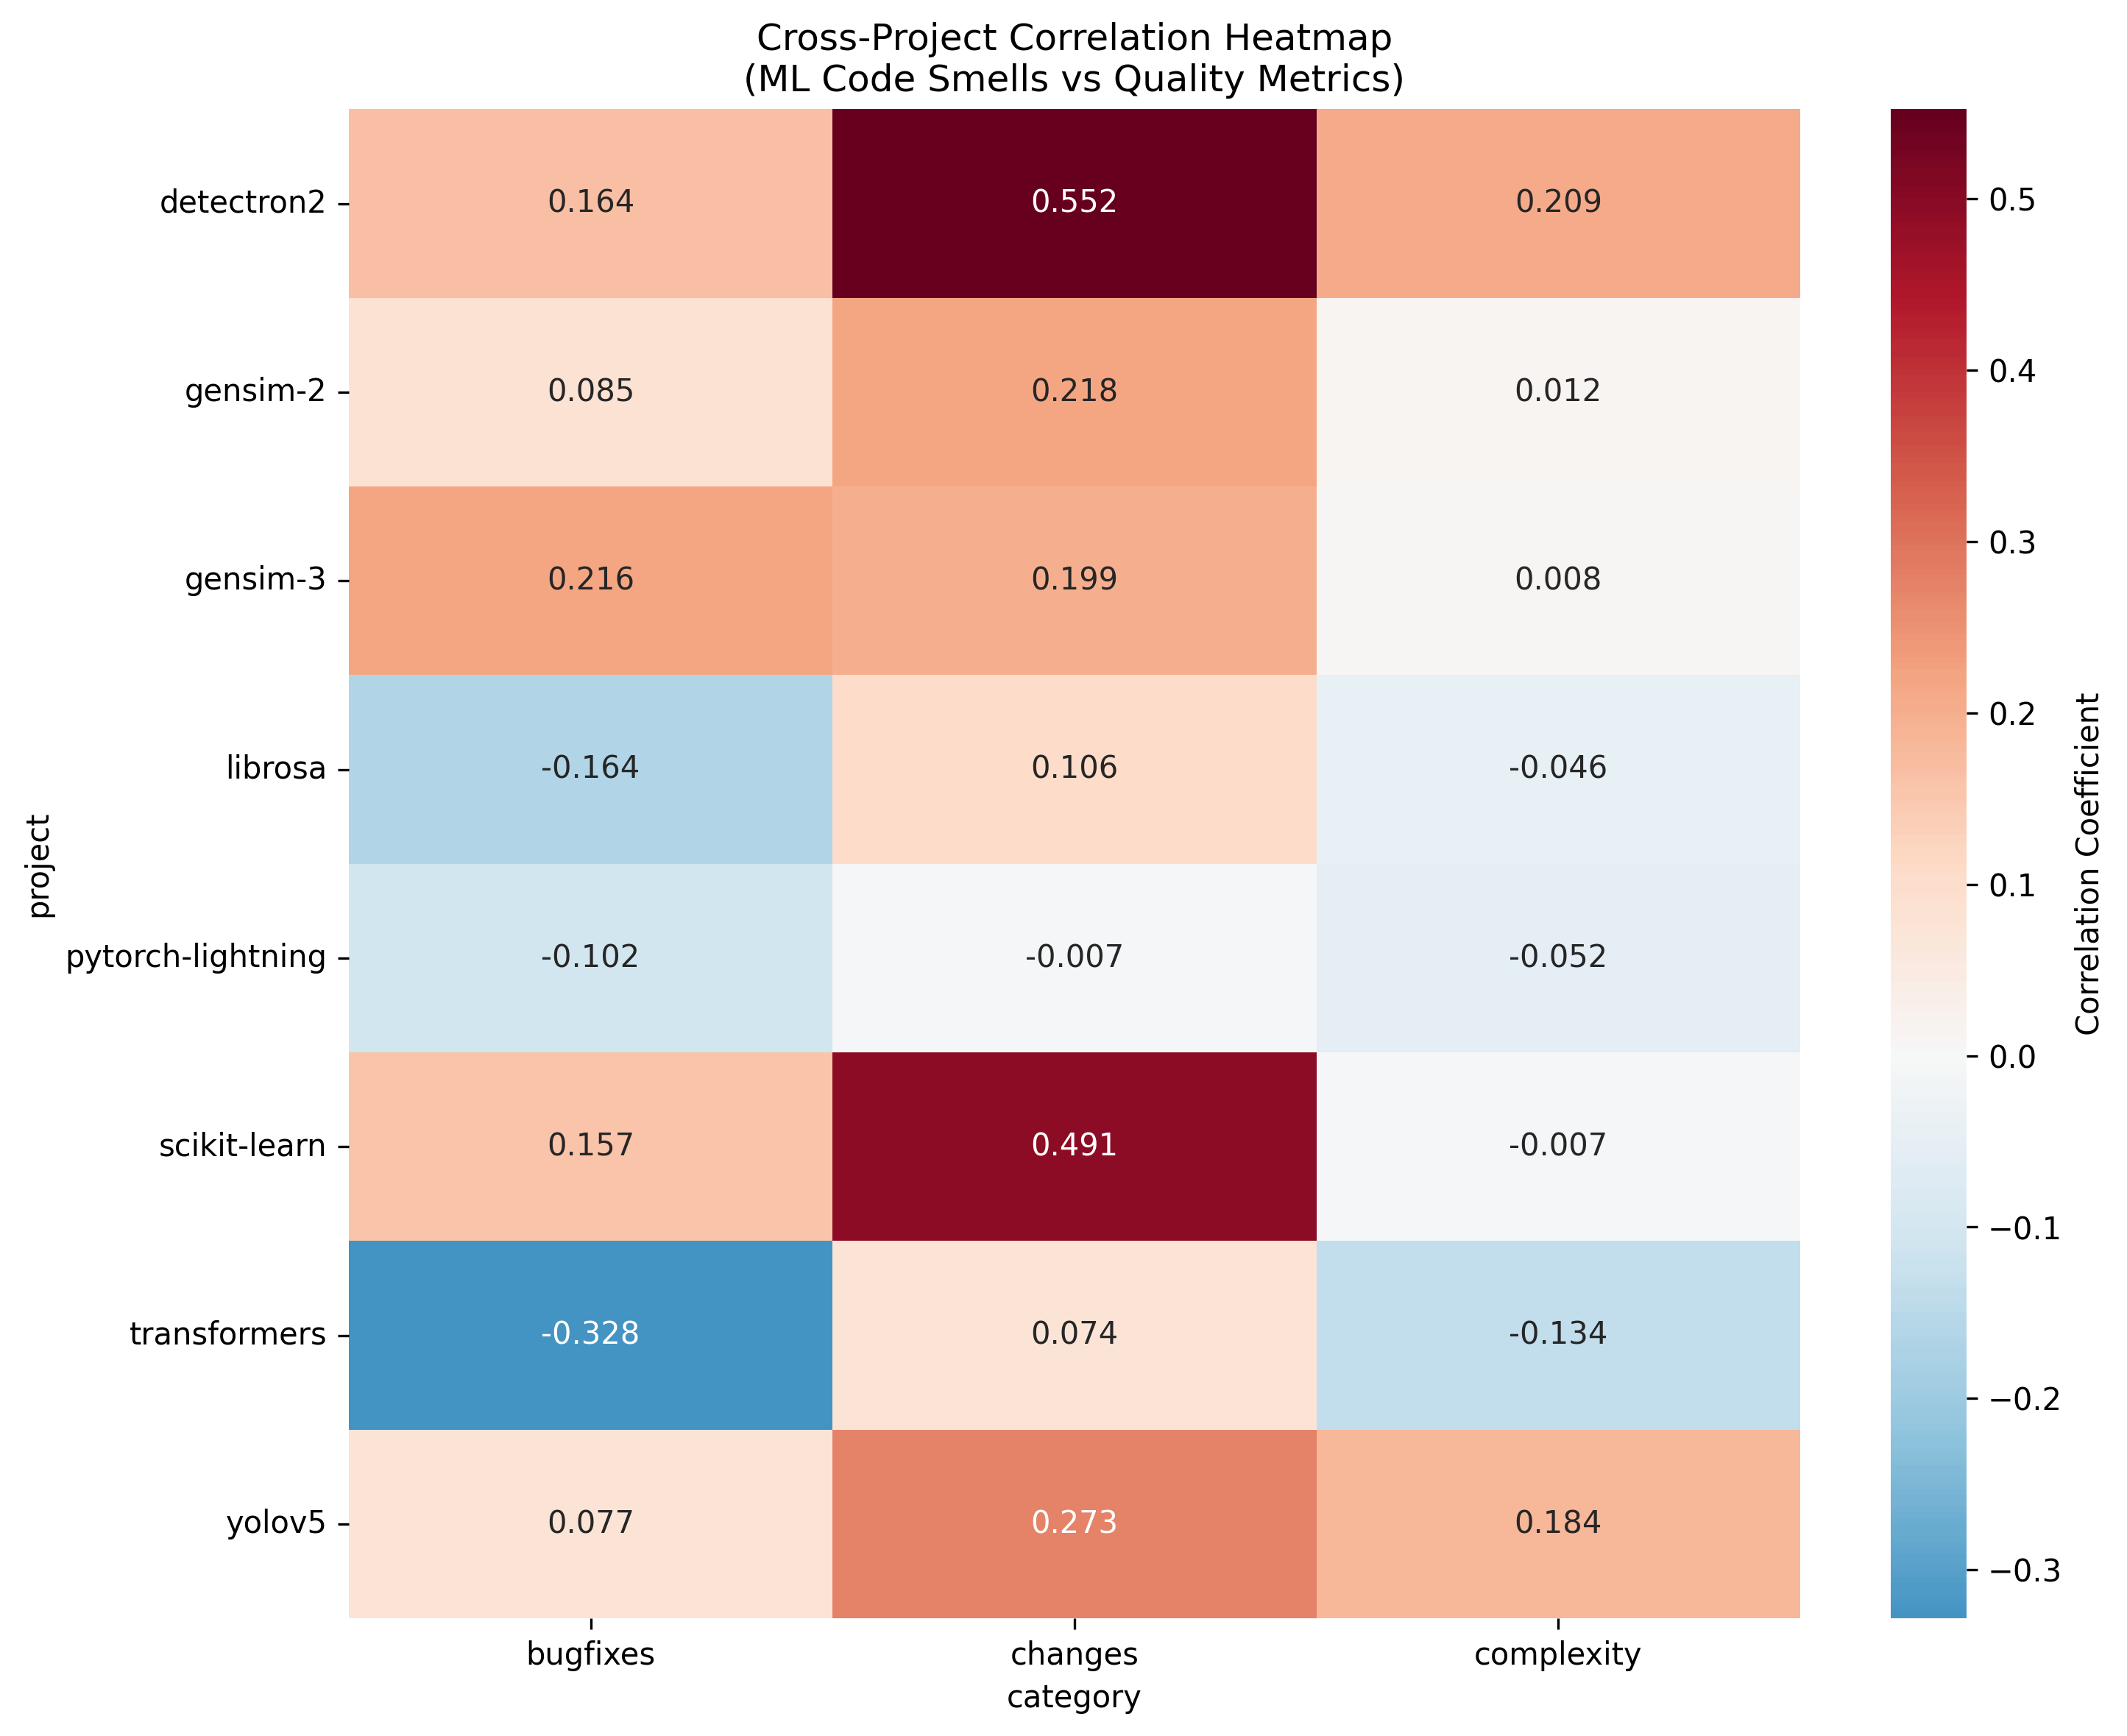 Cross-Project Correlation Heatmap
(ML Code Smells vs Quality Metrics)
project
detectron2 0.164 0.552 0.209
gensim-2 0.085 0.218 0.012
gensim-3 0.216 0.199 0.008
librosa -0.164 0.106 -0.046
pytorch-lightning -0.102 -0.007 -0.052
scikit-learn 0.157 0.491 -0.007
transformers -0.328 0.074 -0.134
yolov5 0.077 0.273 0.184
bugfixes changes complexity
category
0.5
0.4
0.3
0.2
0.1
0.0
−0.1
−0.2
−0.3
Correlation Coefficient